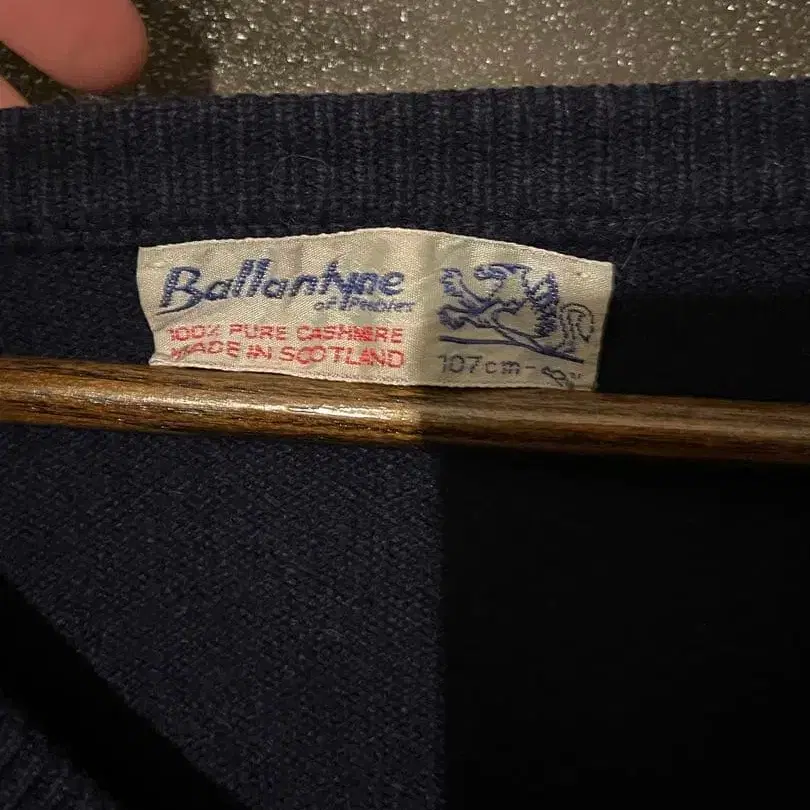 Ballantyne
of Peebles
100% PURE CASHMERE
MADE IN SCOTLAND
107cm-